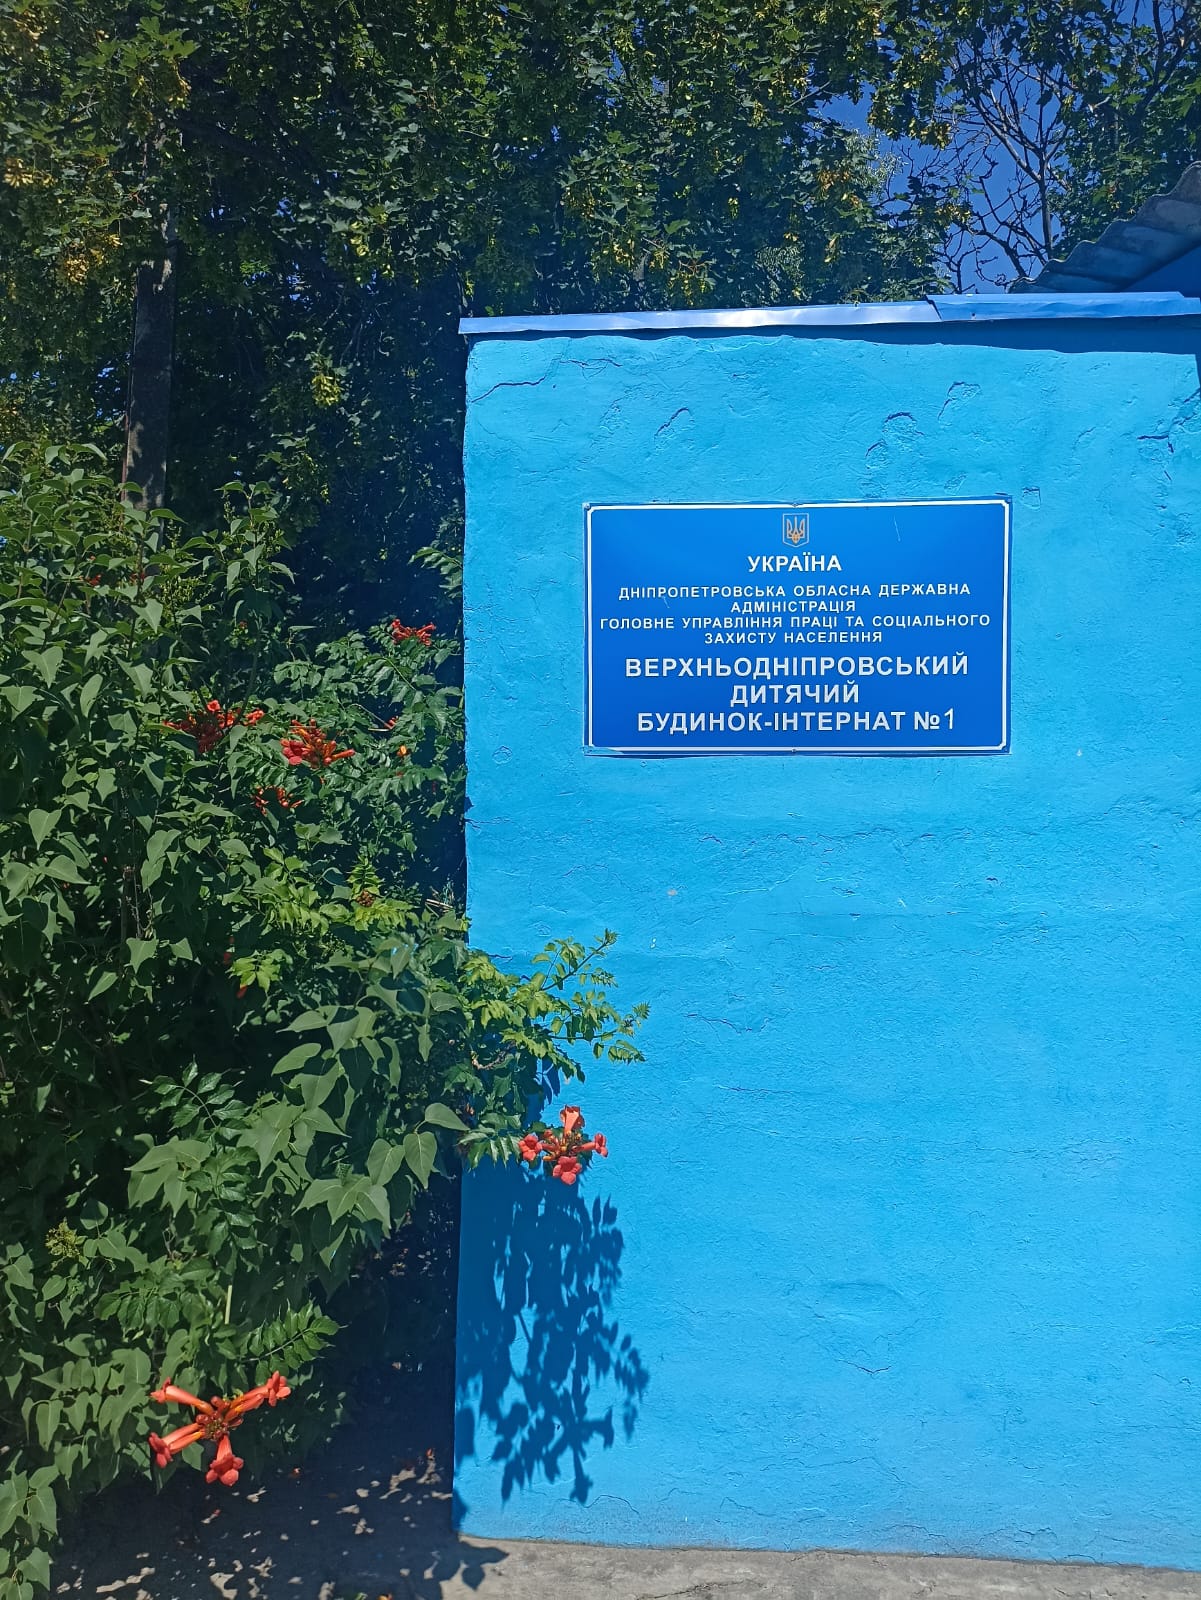 УКРАЇНА
ДНІПРОПЕТРОВСЬКА ОБЛАСНА ДЕРЖАВНА
АДМІНІСТРАЦІЯ
ГОЛОВНЕ УПРАВЛІННЯ ПРАЦІ ТА СОЦІАЛЬНОГО
ЗАХИСТУ НАСЕЛЕННЯ
ВЕРХНЬОДНІПРОВСЬКИЙ
ДИТЯЧИЙ
БУДИНОК-ІНТЕРНАТ №1